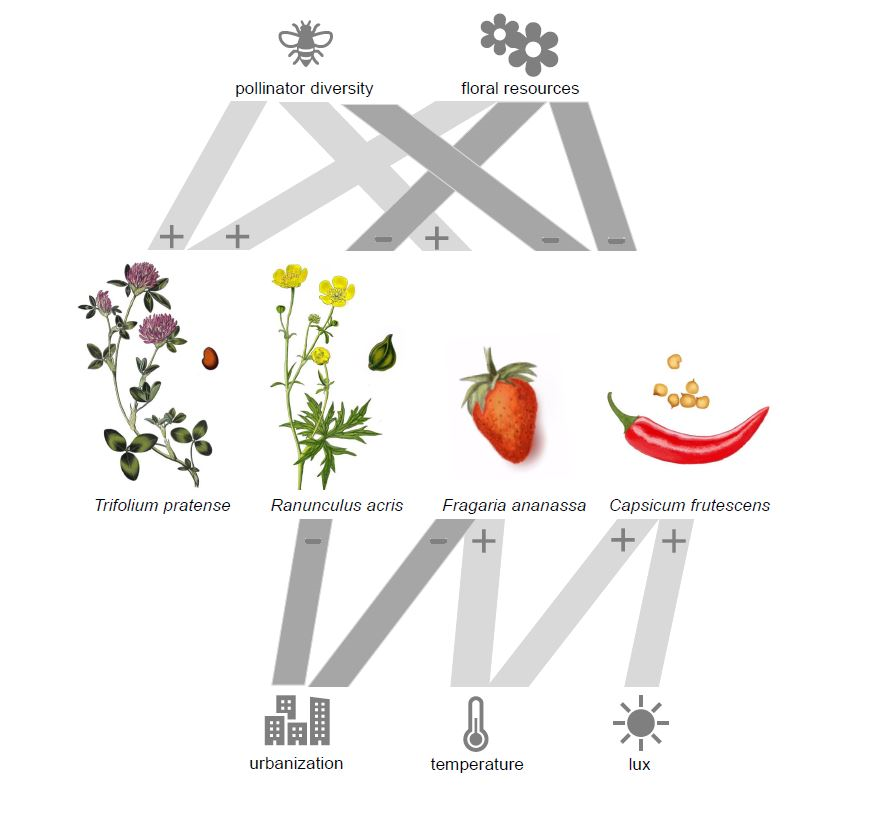 pollinator diversity
floral resources
+ + - + - -
Trifolium pratense
Ranunculus acris
Fragaria ananassa
Capsicum frutescens
- - + + +
urbanization
temperature
lux